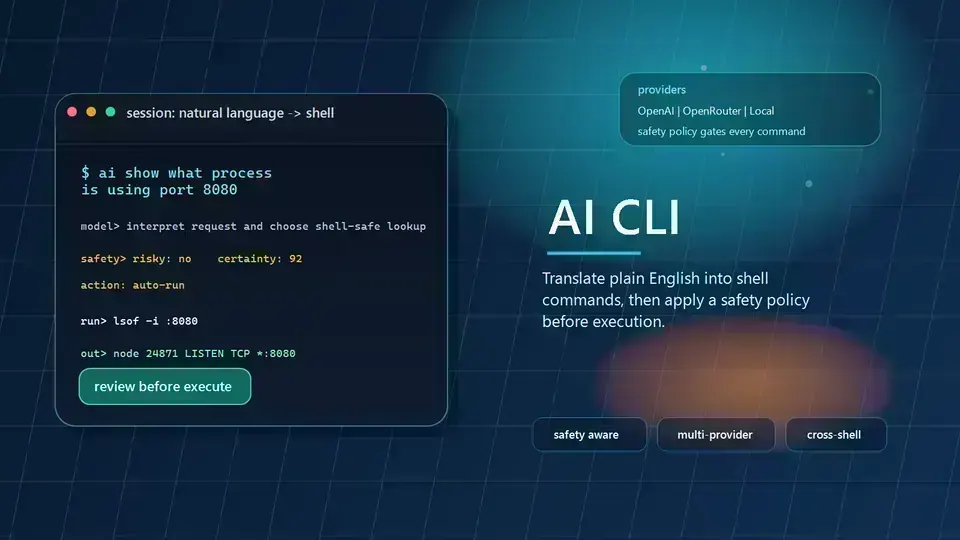 session: natural language -> shell
$ ai show what process
is using port 8080
model> interpret request and choose shell-safe lookup
safety> risky: no certainty: 92
action: auto-run
run> lsof -i :8080
out> node 24871 LISTEN TCP *:8080
review before execute
providers
OpenAI | OpenRouter | Local
safety policy gates every command
AI CLI
Translate plain English into shell
commands, then apply a safety policy
before execution.
safety aware
multi-provider
cross-shell